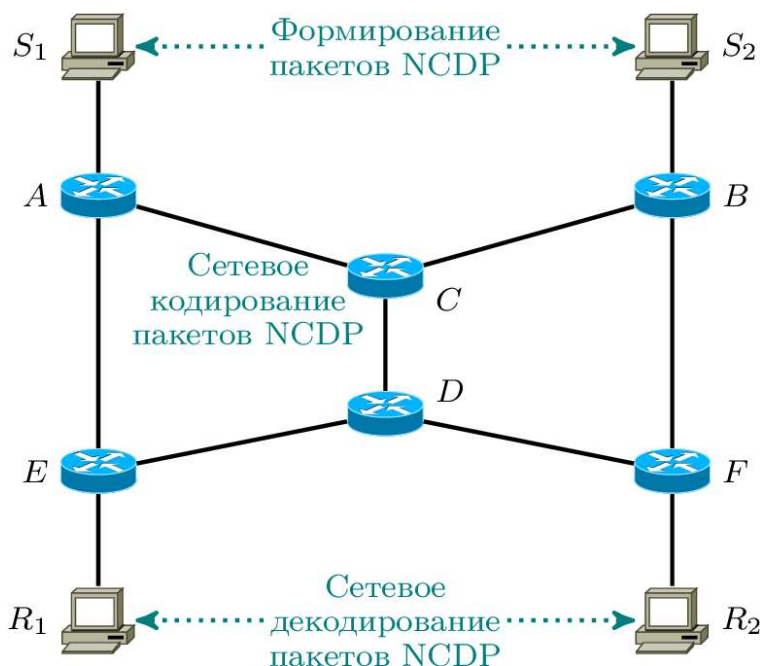 S₁
Формирование
пакетов NCDP
S₂
A
B
Сетевое
кодирование
пакетов NCDP
C
D
E
F
R₁
Сетевое
декодирование
пакетов NCDP
R₂